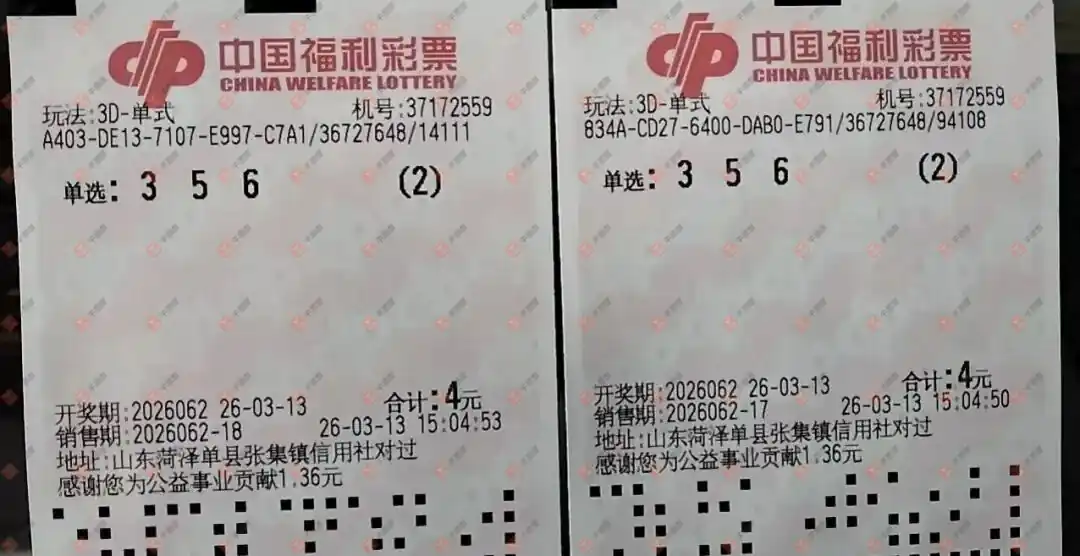 中国福利彩票
CHINA WELFARE LOTTERY
玩法:3D-单式 机号:37172559
A403-DE13-7107-E997-C7A1/36727648/14111
单选: 3 5 6 (2)
开奖期:2026062 26-03-13 合计:4元
销售期:2026062-18 26-03-13 15:04:53
地址:山东菏泽单县张集镇信用社对过
感谢您为公益事业贡献1.36元
中国福利彩票
CHINA WELFARE LOTTERY
玩法:3D-单式 机号:37172559
834A-CD27-6400-DAB0-E791/36727648/94108
单选: 3 5 6 (2)
开奖期:2026062 26-03-13 合计:4元
销售期:2026062-17 26-03-13 15:04:50
地址:山东菏泽单县张集镇信用社对过
感谢您为公益事业贡献1.36元